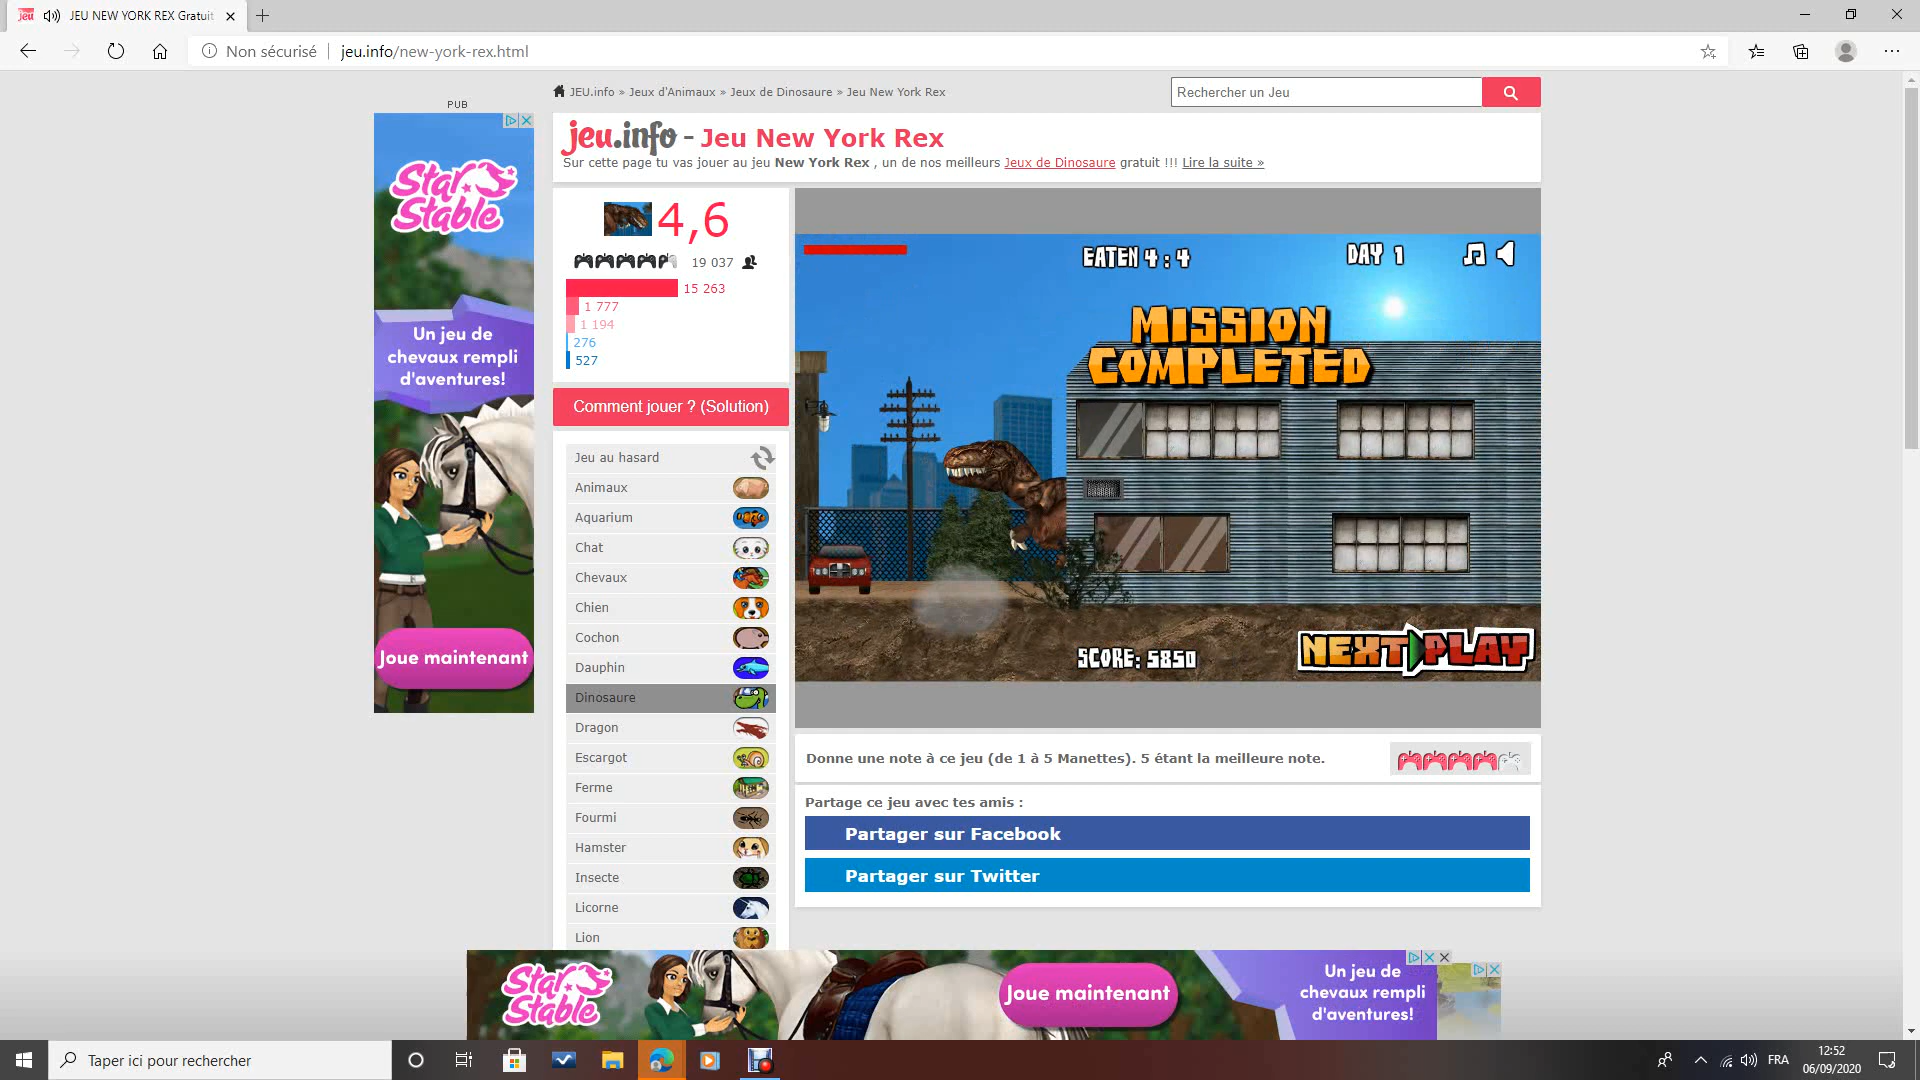 JEU NEW YORK REX Gratuit
Non sécurisé
jeu.info/new-york-rex.html
JEU.info » Jeux d'Animaux » Jeux de Dinosaure » Jeu New York Rex
Rechercher un Jeu
PUB
Star Stable
Un jeu de
chevaux rempli
d'aventures!
Joue maintenant
jeu.info - Jeu New York Rex
Sur cette page tu vas jouer au jeu New York Rex , un de nos meilleurs Jeux de Dinosaure gratuit !!! Lire la suite »
4,6
19 037
15 263
1 777
1 194
276
527
Comment jouer ? (Solution)
Jeu au hasard
Animaux
Aquarium
Chat
Chevaux
Chien
Cochon
Dauphin
Dinosaure
Dragon
Escargot
Ferme
Fourmi
Hamster
Insecte
Licorne
Lion
EATEN 4 : 4
DAY 1
MISSION
COMPLETED
SCORE: 5850
NEXT PLAY
Donne une note à ce jeu (de 1 à 5 Manettes). 5 étant la meilleure note.
Partage ce jeu avec tes amis :
Partager sur Facebook
Partager sur Twitter
Star Stable
Joue maintenant
Un jeu de
chevaux rempli
d'aventures!
Taper ici pour rechercher
FRA
12:52
06/09/2020